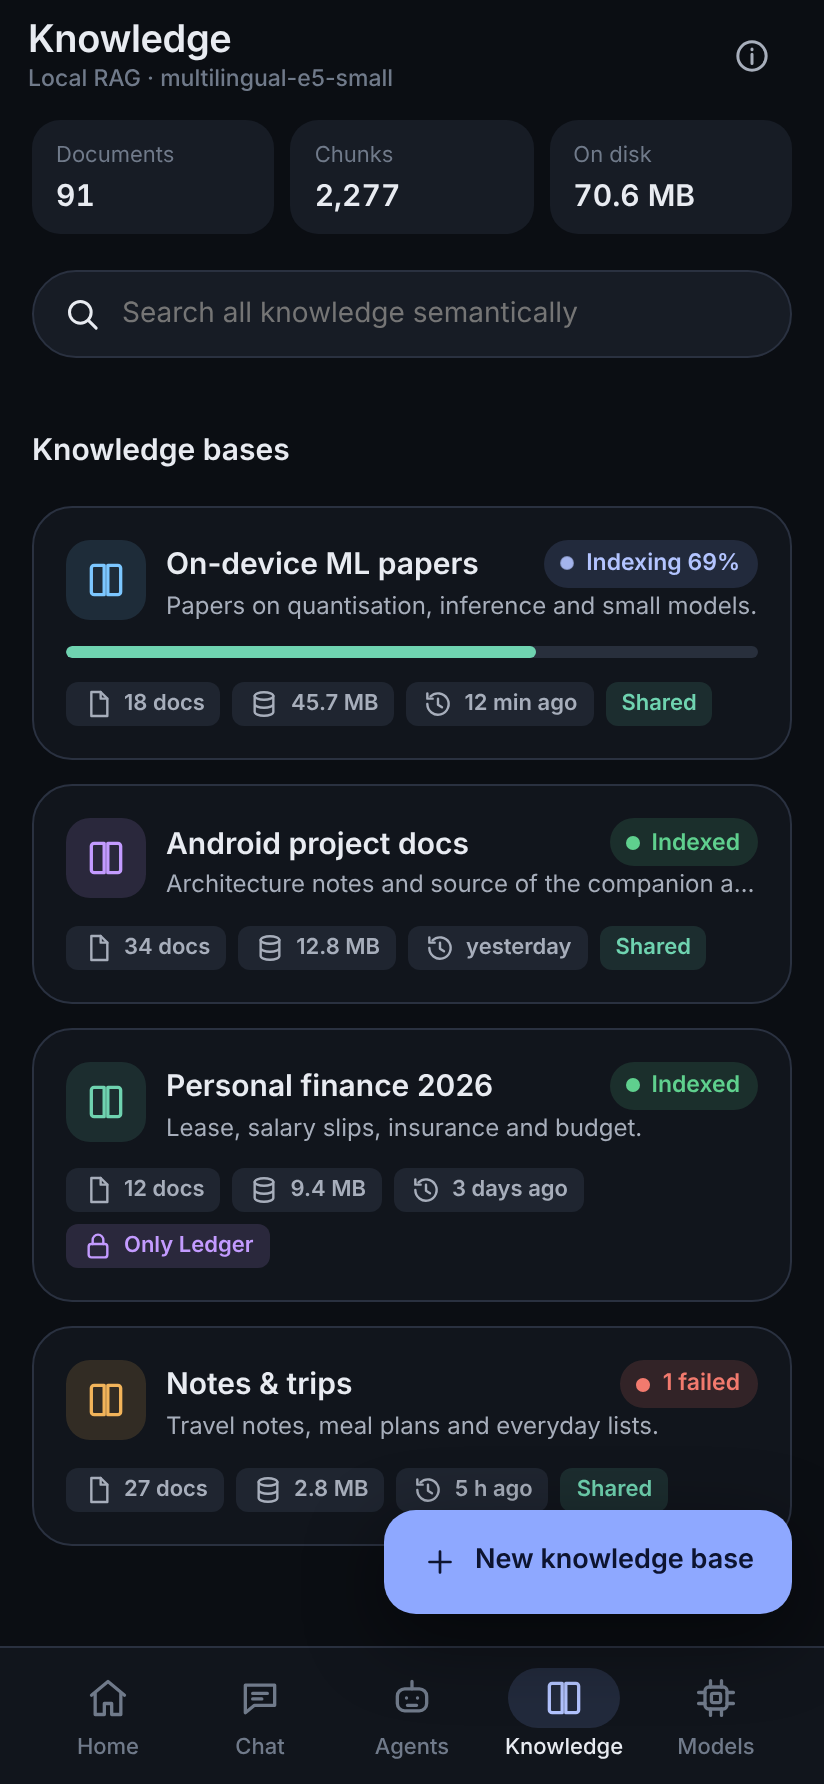 Knowledge
Local RAG · multilingual-e5-small
Documents
91
Chunks
2,277
On disk
70.6 MB
Search all knowledge semantically
Knowledge bases
On-device ML papers
Indexing 69%
Papers on quantisation, inference and small models.
18 docs 45.7 MB 12 min ago Shared
Android project docs
Indexed
Architecture notes and source of the companion a...
34 docs 12.8 MB yesterday Shared
Personal finance 2026
Indexed
Lease, salary slips, insurance and budget.
12 docs 9.4 MB 3 days ago
Only Ledger
Notes & trips
1 failed
Travel notes, meal plans and everyday lists.
27 docs 2.8 MB 5 h ago Shared
New knowledge base
Home Chat Agents Knowledge Models